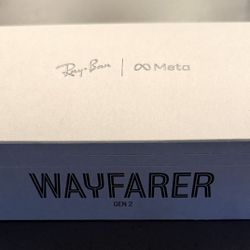 Ray-Ban | ∞ Meta
WAYFARER
GEN 2